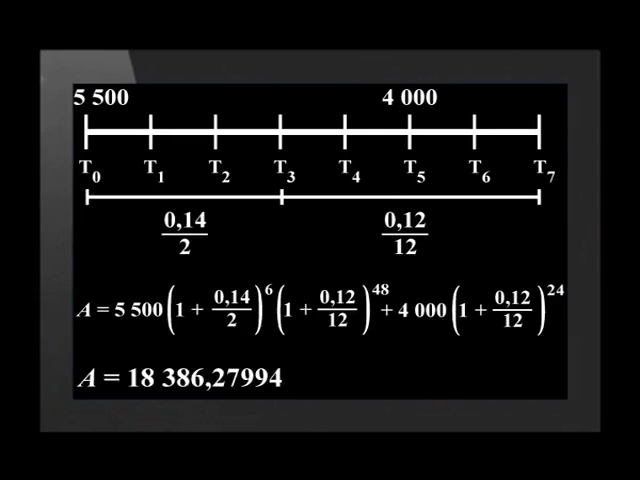 5 500 4 000
T0 T1 T2 T3 T4 T5 T6 T7
0,14/2 0,12/12
A = 5 500 (1 + 0,14/2)^6 (1 + 0,12/12)^48 + 4 000 (1 + 0,12/12)^24
A = 18 386,27994